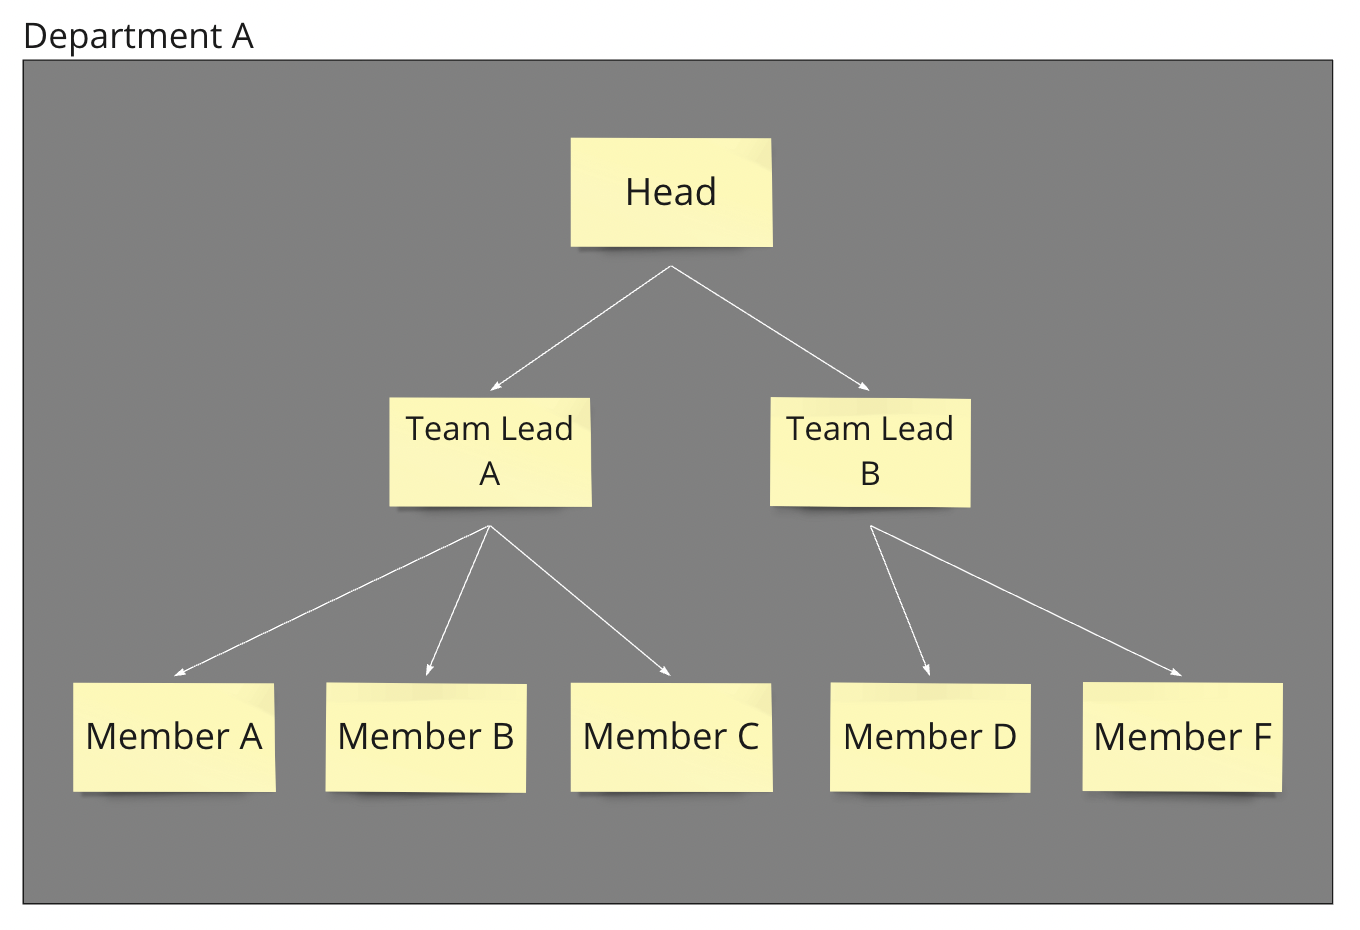 Department A
Head
Team Lead
A
Team Lead
B
Member A
Member B
Member C
Member D
Member F